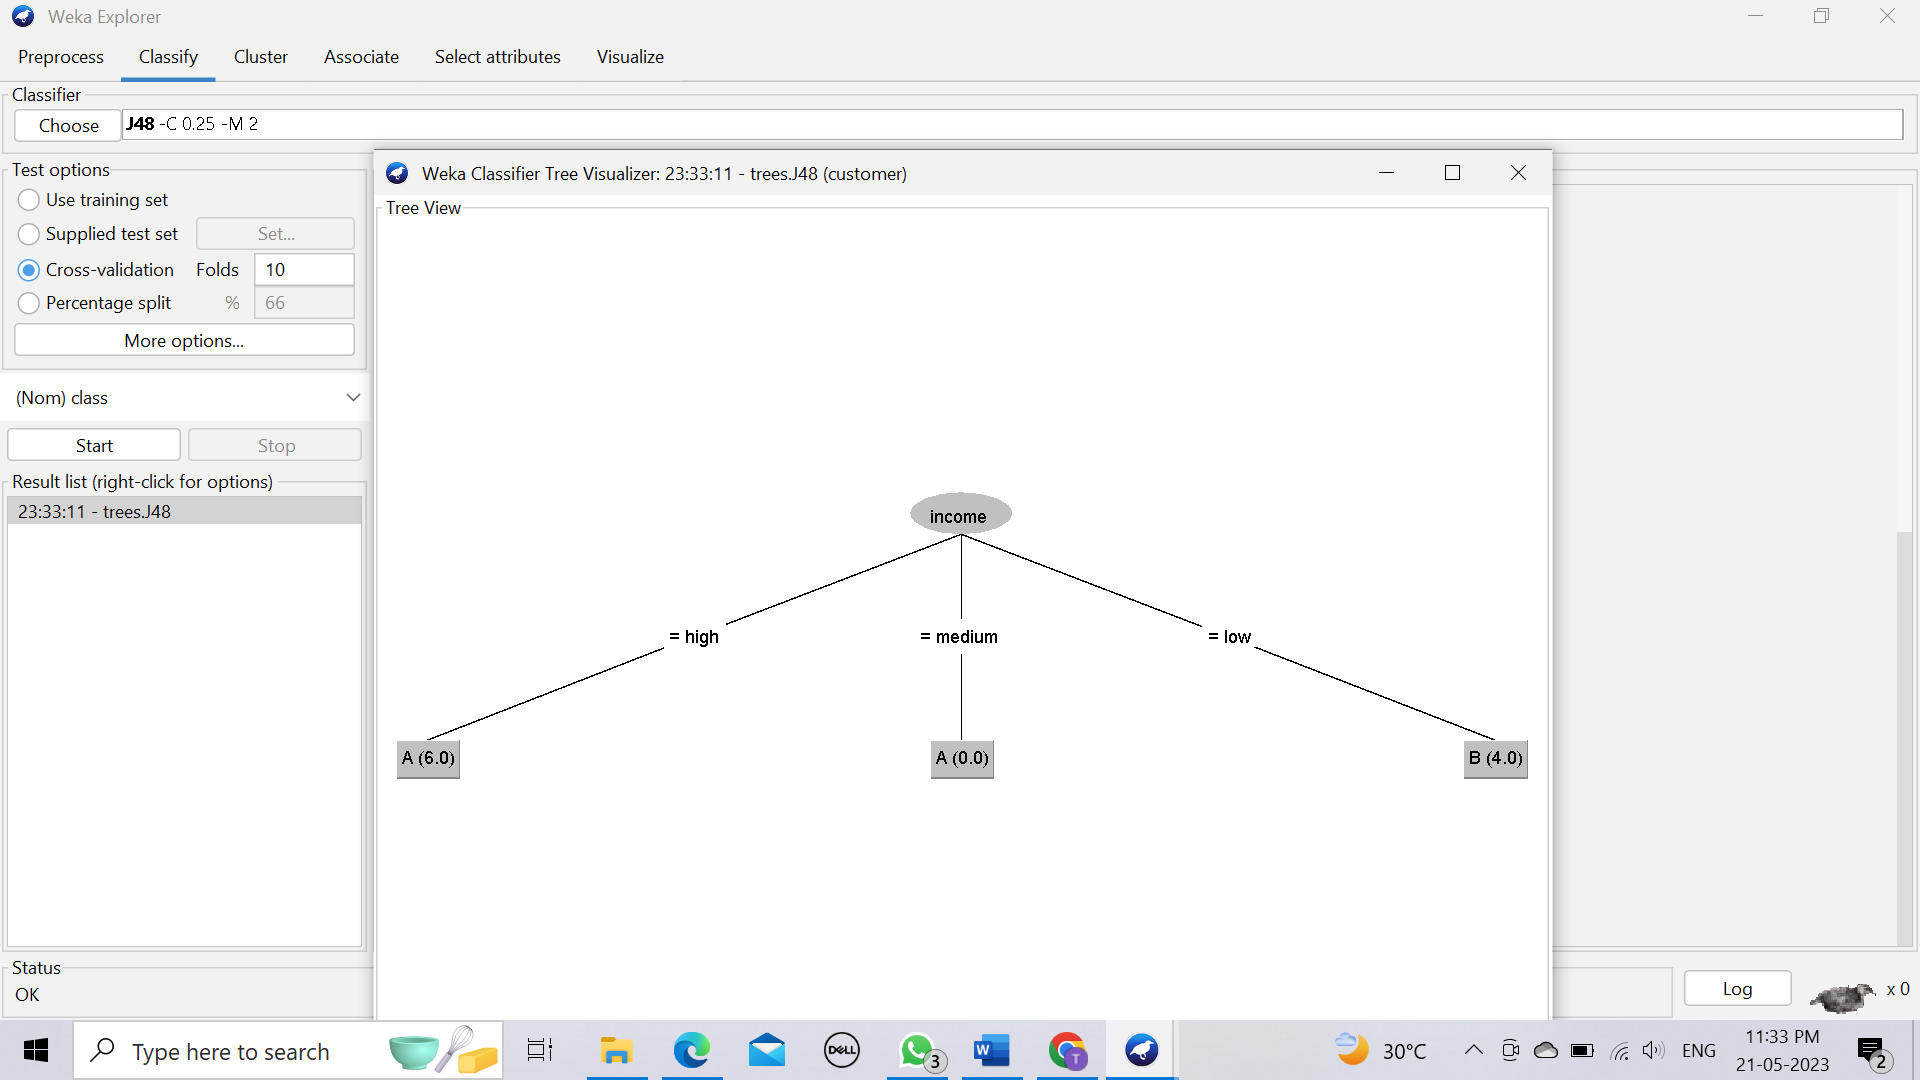 Weka Explorer
Preprocess Classify Cluster Associate Select attributes Visualize
Classifier
Choose J48 -C 0.25 -M 2
Test options
Use training set
Supplied test set Set...
Cross-validation Folds 10
Percentage split % 66
More options...
(Nom) class
Start Stop
Result list (right-click for options)
23:33:11 - trees.J48
Weka Classifier Tree Visualizer: 23:33:11 - trees.J48 (customer)
Tree View
income
= high = medium = low
A (6.0) A (0.0) B (4.0)
Status
OK
Log x 0
Type here to search
DELL
3
W
T
30°C
ENG
11:33 PM
21-05-2023
2